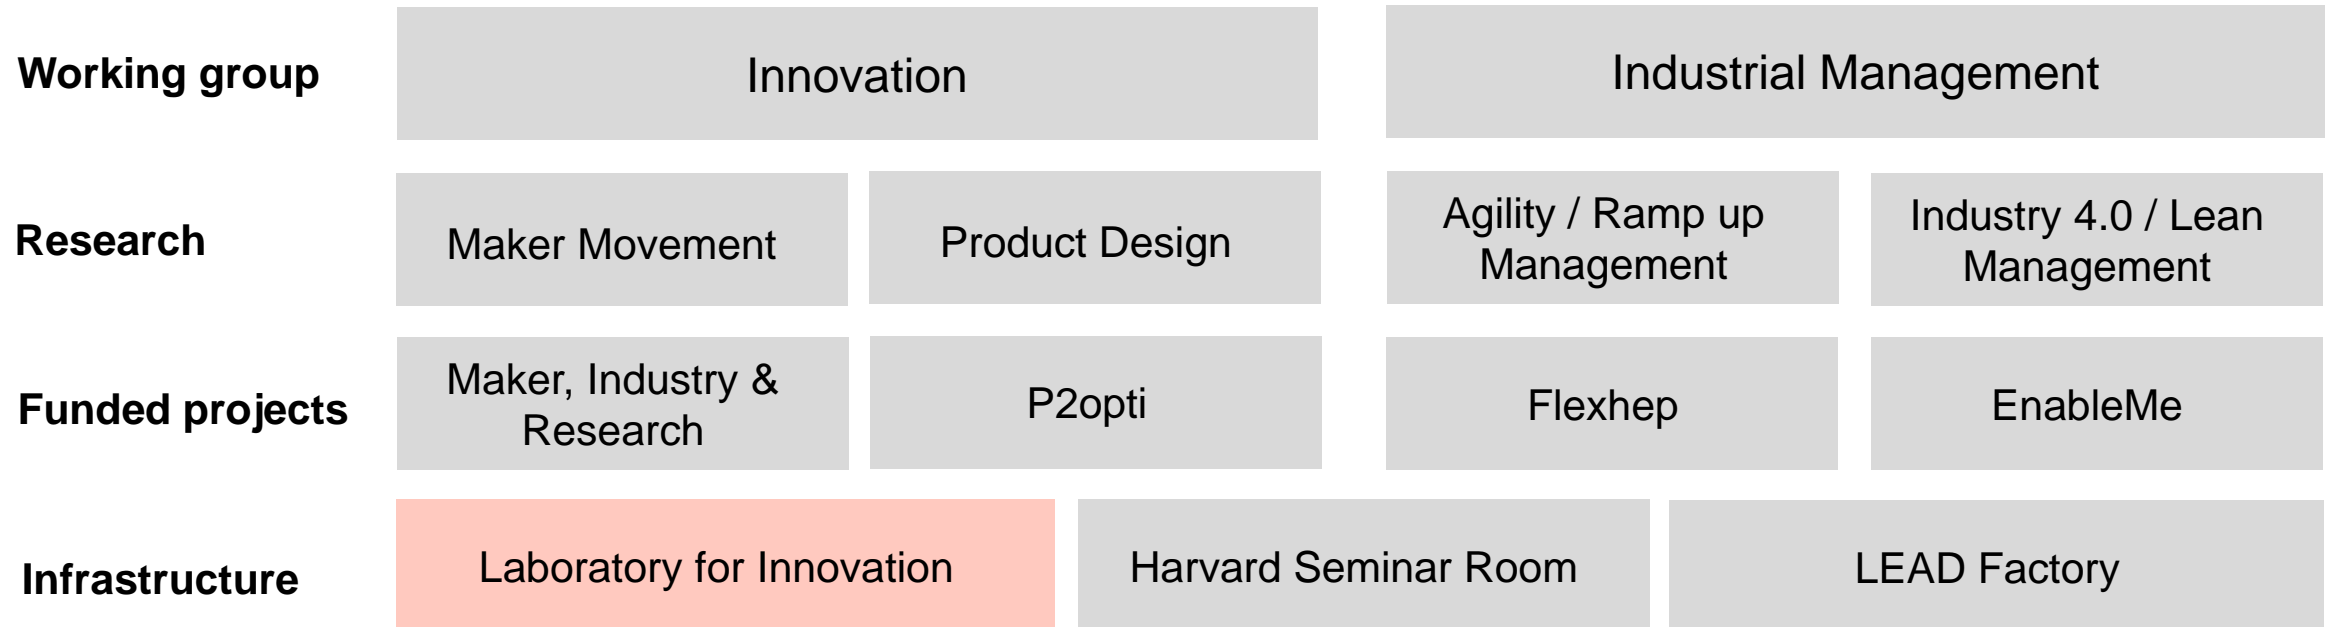 Working group
Innovation
Industrial Management
Research
Maker Movement
Product Design
Agility / Ramp up
Management
Industry 4.0 / Lean
Management
Funded projects
Maker, Industry &
Research
P2opti
Flexhep
EnableMe
Infrastructure
Laboratory for Innovation
Harvard Seminar Room
LEAD Factory